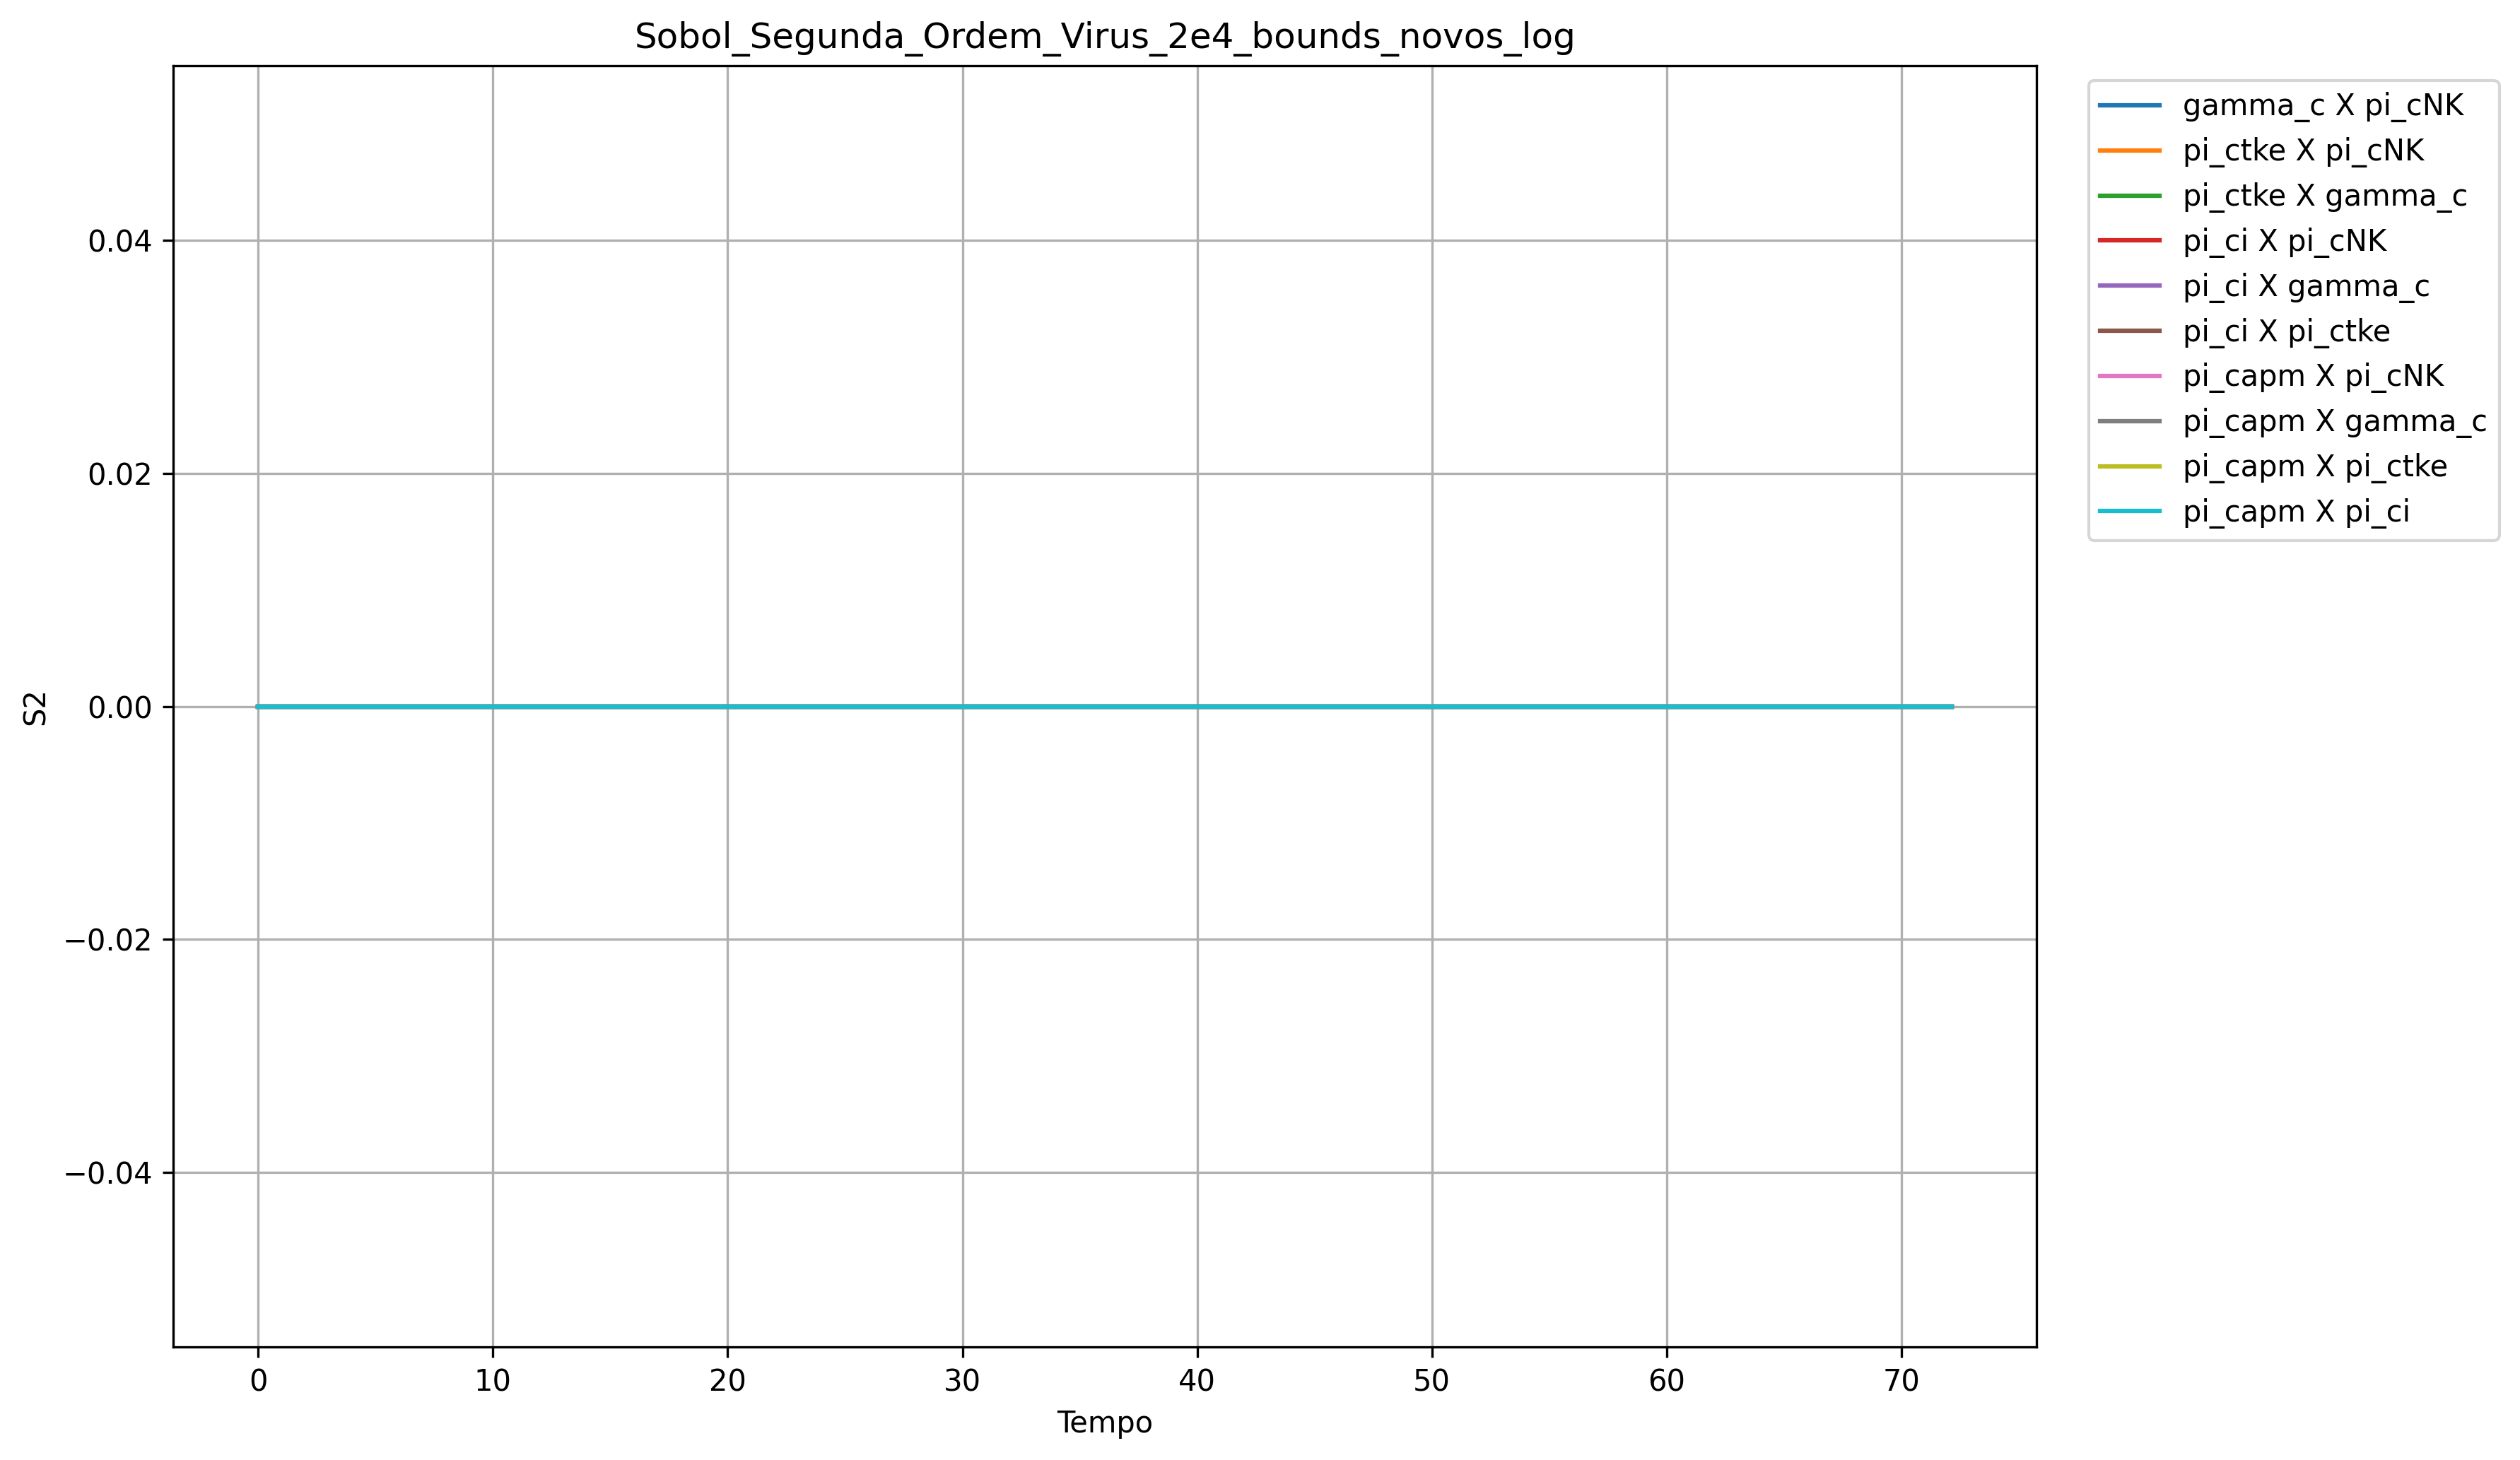 Sobol_Segunda_Ordem_Virus_2e4_bounds_novos_log
gamma_c X pi_cNK
pi_ctke X pi_cNK
pi_ctke X gamma_c
pi_ci X pi_cNK
pi_ci X gamma_c
pi_ci X pi_ctke
pi_capm X pi_cNK
pi_capm X gamma_c
pi_capm X pi_ctke
pi_capm X pi_ci
S2
0.04
0.02
0.00
−0.02
−0.04
0 10 20 30 40 50 60 70
Tempo